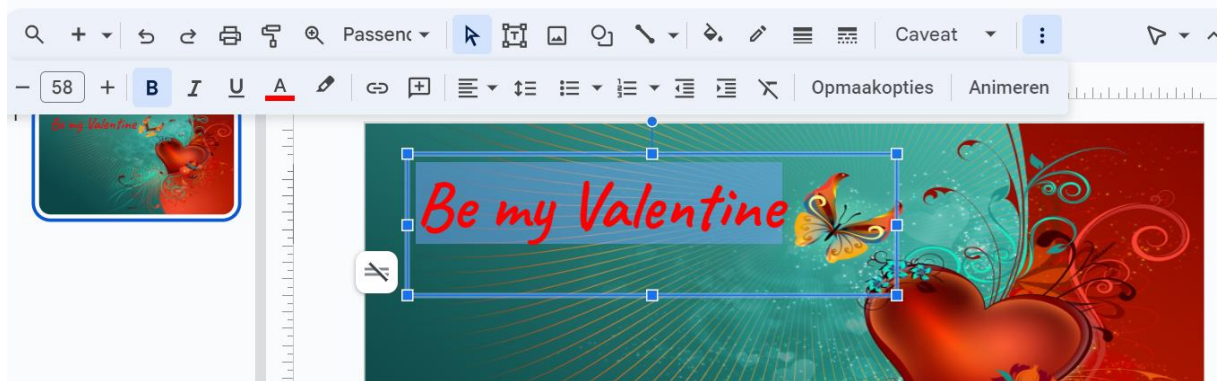 Passend Caveat
58 B I U A Opmaakopties Animeren
Be my Valentine
Be my Valentine